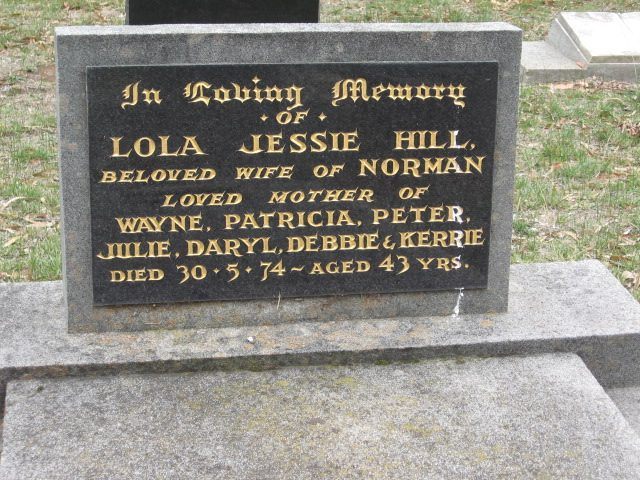 In Loving Memory
· OF ·
LOLA JESSIE HILL,
BELOVED WIFE OF NORMAN
LOVED MOTHER OF
WAYNE, PATRICIA, PETER,
JULIE, DARYL, DEBBIE & KERRIE
DIED 30·5·74 ~ AGED 43 YRS.